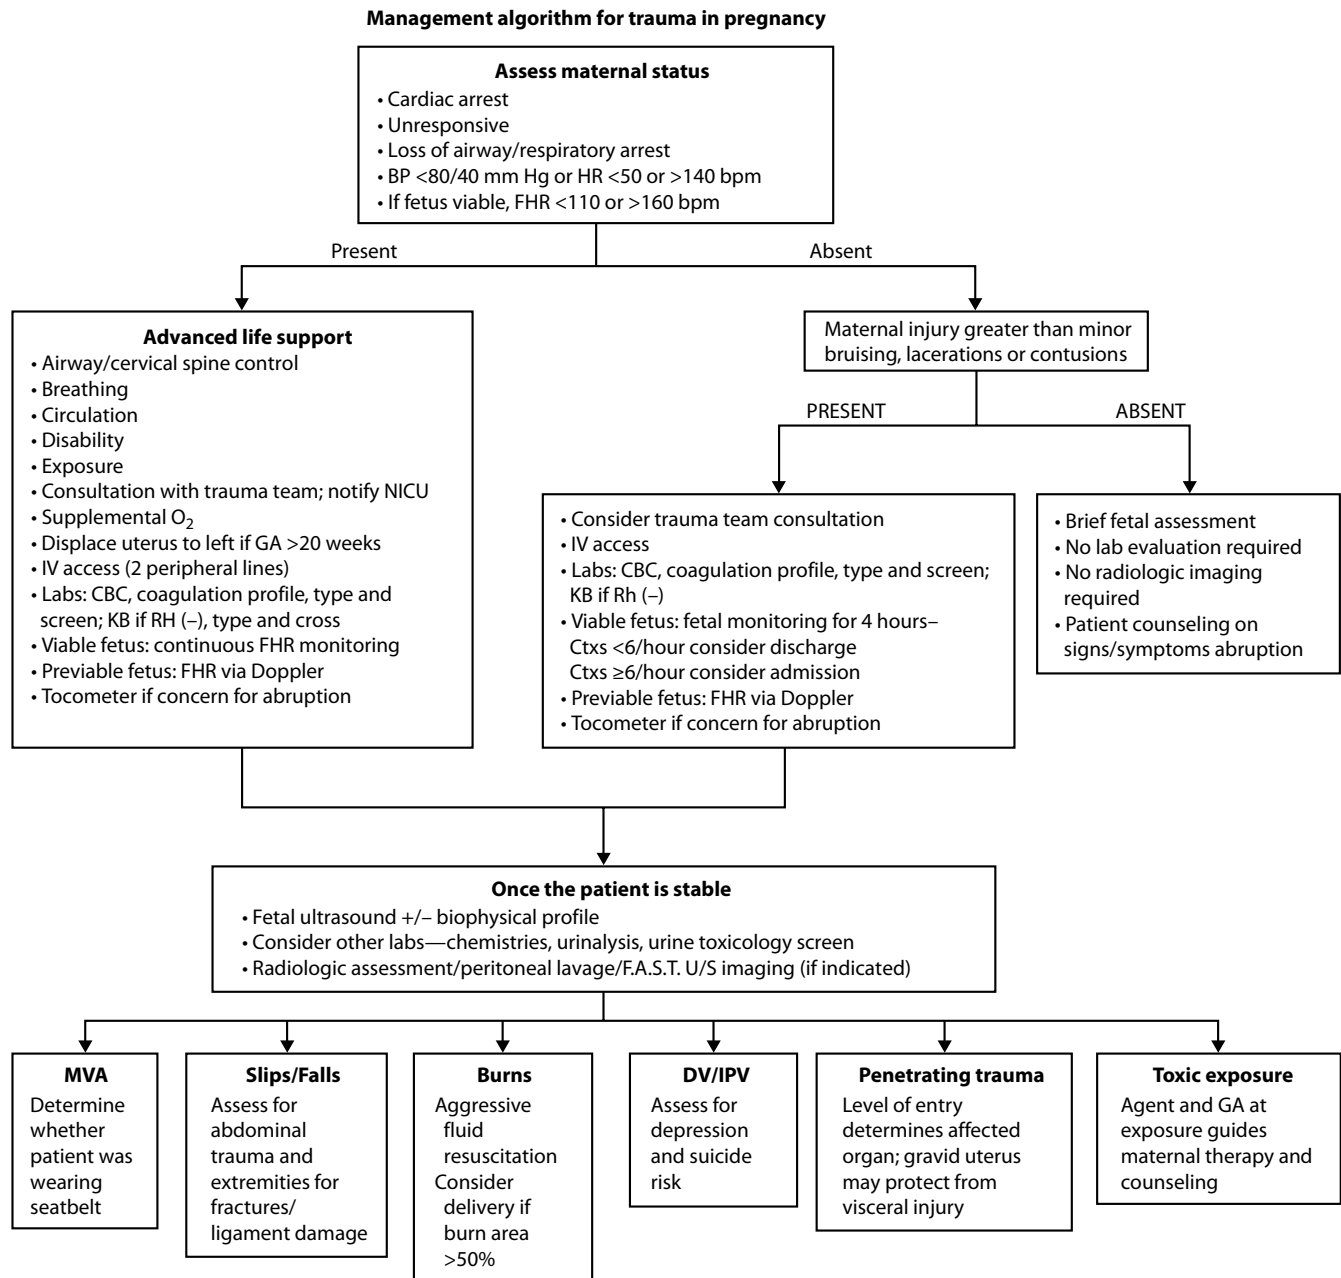 Management algorithm for trauma in pregnancy
Assess maternal status
• Cardiac arrest
• Unresponsive
• Loss of airway/respiratory arrest
• BP <80/40 mm Hg or HR <50 or >140 bpm
• If fetus viable, FHR <110 or >160 bpm
Present
Absent
Advanced life support
• Airway/cervical spine control
• Breathing
• Circulation
• Disability
• Exposure
• Consultation with trauma team; notify NICU
• Supplemental O₂
• Displace uterus to left if GA >20 weeks
• IV access (2 peripheral lines)
• Labs: CBC, coagulation profile, type and
screen; KB if RH (–), type and cross
• Viable fetus: continuous FHR monitoring
• Previable fetus: FHR via Doppler
• Tocometer if concern for abruption
Maternal injury greater than minor
bruising, lacerations or contusions
PRESENT
ABSENT
• Consider trauma team consultation
• IV access
• Labs: CBC, coagulation profile, type and screen;
KB if Rh (–)
• Viable fetus: fetal monitoring for 4 hours–
Ctxs <6/hour consider discharge
Ctxs ≥6/hour consider admission
• Previable fetus: FHR via Doppler
• Tocometer if concern for abruption
• Brief fetal assessment
• No lab evaluation required
• No radiologic imaging
required
• Patient counseling on
signs/symptoms abruption
Once the patient is stable
• Fetal ultrasound +/– biophysical profile
• Consider other labs—chemistries, urinalysis, urine toxicology screen
• Radiologic assessment/peritoneal lavage/F.A.S.T. U/S imaging (if indicated)
MVA
Determine
whether
patient was
wearing
seatbelt
Slips/Falls
Assess for
abdominal
trauma and
extremities for
fractures/
ligament damage
Burns
Aggressive
fluid
resuscitation
Consider
delivery if
burn area
>50%
DV/IPV
Assess for
depression
and suicide
risk
Penetrating trauma
Level of entry
determines affected
organ; gravid uterus
may protect from
visceral injury
Toxic exposure
Agent and GA at
exposure guides
maternal therapy and
counseling